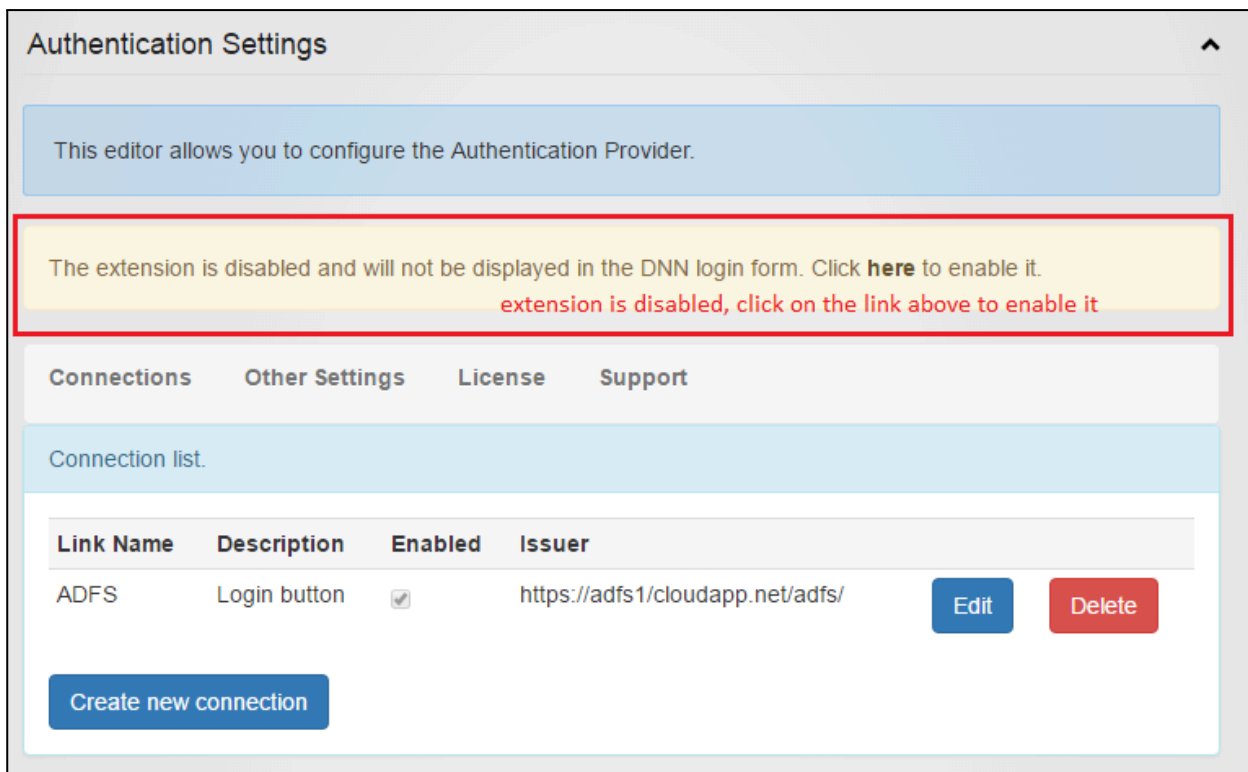 Authentication Settings
This editor allows you to configure the Authentication Provider.
The extension is disabled and will not be displayed in the DNN login form. Click here to enable it.
extension is disabled, click on the link above to enable it
Connections Other Settings License Support
Connection list.
Link Name Description Enabled Issuer
ADFS Login button https://adfs1/cloudapp.net/adfs/ Edit Delete
Create new connection